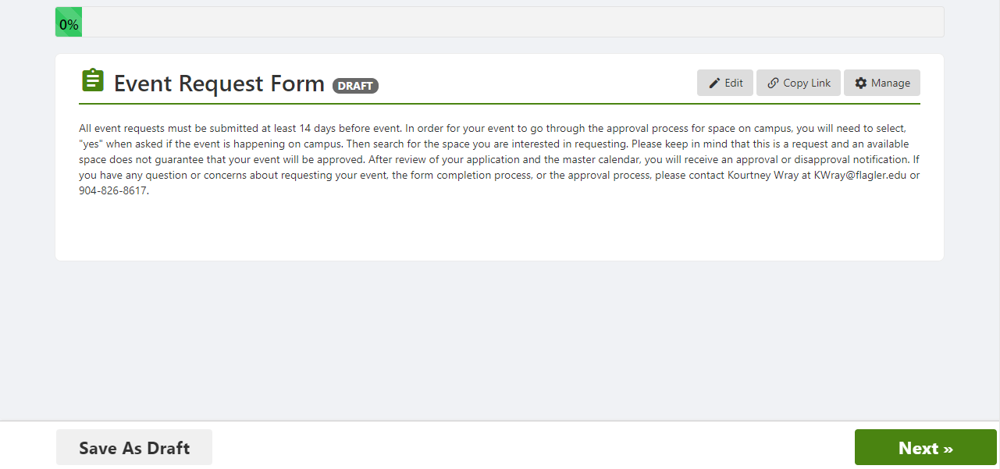 0%
Event Request Form DRAFT
Edit Copy Link Manage
All event requests must be submitted at least 14 days before event. In order for your event to go through the approval process for space on campus, you will need to select,
"yes" when asked if the event is happening on campus. Then search for the space you are interested in requesting. Please keep in mind that this is a request and an available
space does not guarantee that your event will be approved. After review of your application and the master calendar, you will receive an approval or disapproval notification. If
you have any question or concerns about requesting your event, the form completion process, or the approval process, please contact Kourtney Wray at KWray@flagler.edu or
904-826-8617.
Save As Draft
Next »